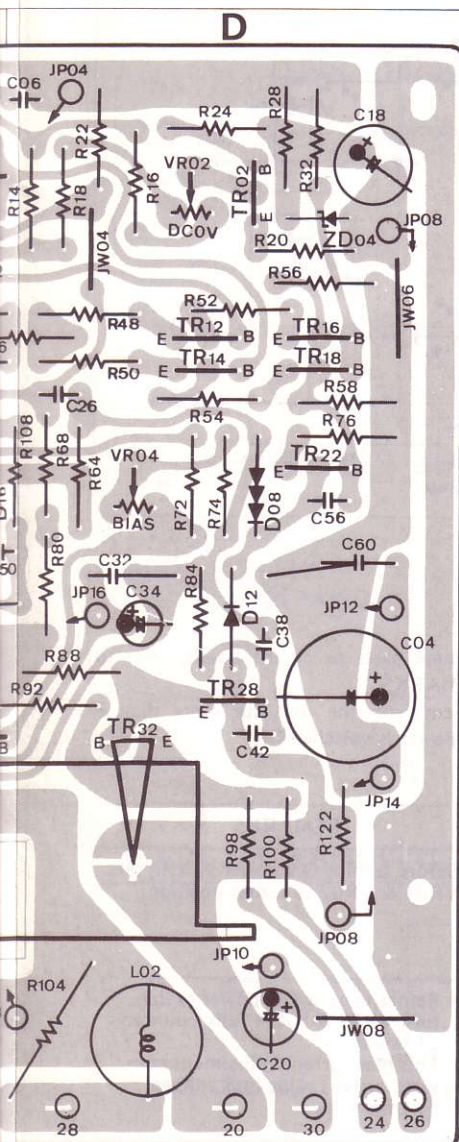 D
C06
JP04
R24
R28
C18
R22
R16
VR02
TR02
B
E
R32
R14
R18
DC0V
ZD04
JP08
JW04
R20
R56
JW06
R52
R48
TR12
E
B
TR16
E
B
TR14
E
B
TR18
E
B
R50
R58
C26
R54
R76
R108
R68
R64
VR04
BIAS
R72
R74
D08
TR22
E
B
C56
R80
C32
C60
JP16
C34
R84
D12
C38
JP12
C04
R88
R92
TR28
E
B
TR32
B
E
C42
B
JP14
R98
R100
R122
JP08
JP10
R104
L02
C20
JW08
28
20
30
24
26